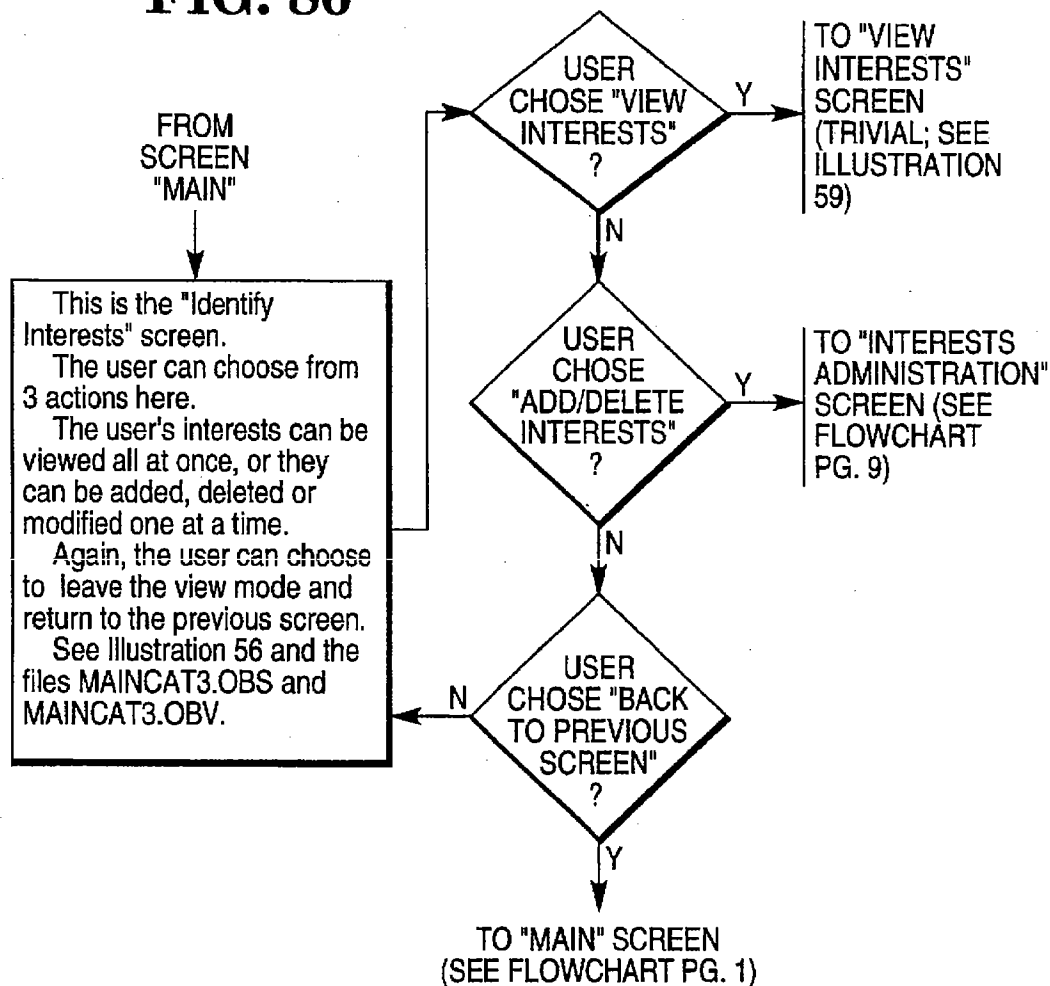 FIG. 86
FROM
SCREEN
"MAIN"
This is the "Identify
Interests" screen.
The user can choose from
3 actions here.
The user's interests can be
viewed all at once, or they
can be added, deleted or
modified one at a time.
Again, the user can choose
to leave the view mode and
return to the previous screen.
See Illustration 56 and the
files MAINCAT3.OBS and
MAINCAT3.OBV.
USER
CHOSE "VIEW
INTERESTS"
?
Y
TO "VIEW
INTERESTS"
SCREEN
(TRIVIAL; SEE
ILLUSTRATION
59)
N
USER
CHOSE
"ADD/DELETE
INTERESTS"
?
Y
TO "INTERESTS
ADMINISTRATION"
SCREEN (SEE
FLOWCHART
PG. 9)
N
USER
CHOSE "BACK
TO PREVIOUS
SCREEN"
?
N
Y
TO "MAIN" SCREEN
(SEE FLOWCHART PG. 1)